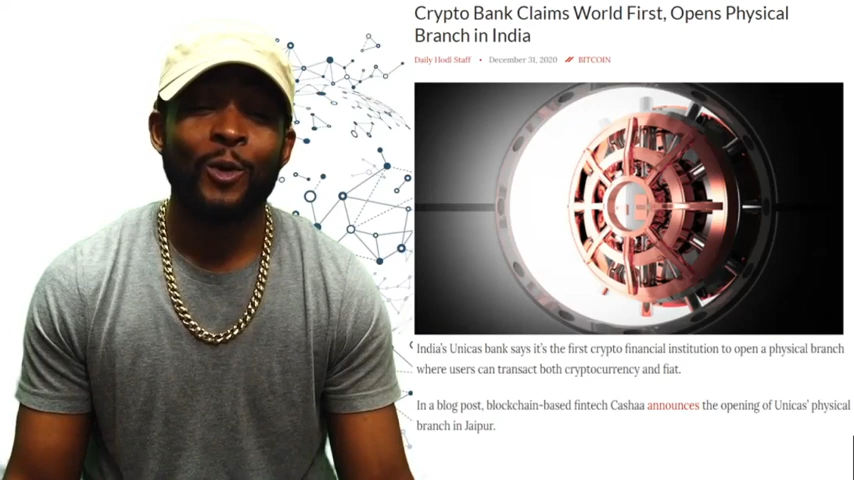 Crypto Bank Claims World First, Opens Physical
Branch in India
Daily Hodl Staff • December 31, 2020 BITCOIN
India's Unicas bank says it's the first crypto financial institution to open a physical branch
where users can transact both cryptocurrency and fiat.
In a blog post, blockchain-based fintech Cashaa announces the opening of Unicas' physical
branch in Jaipur.